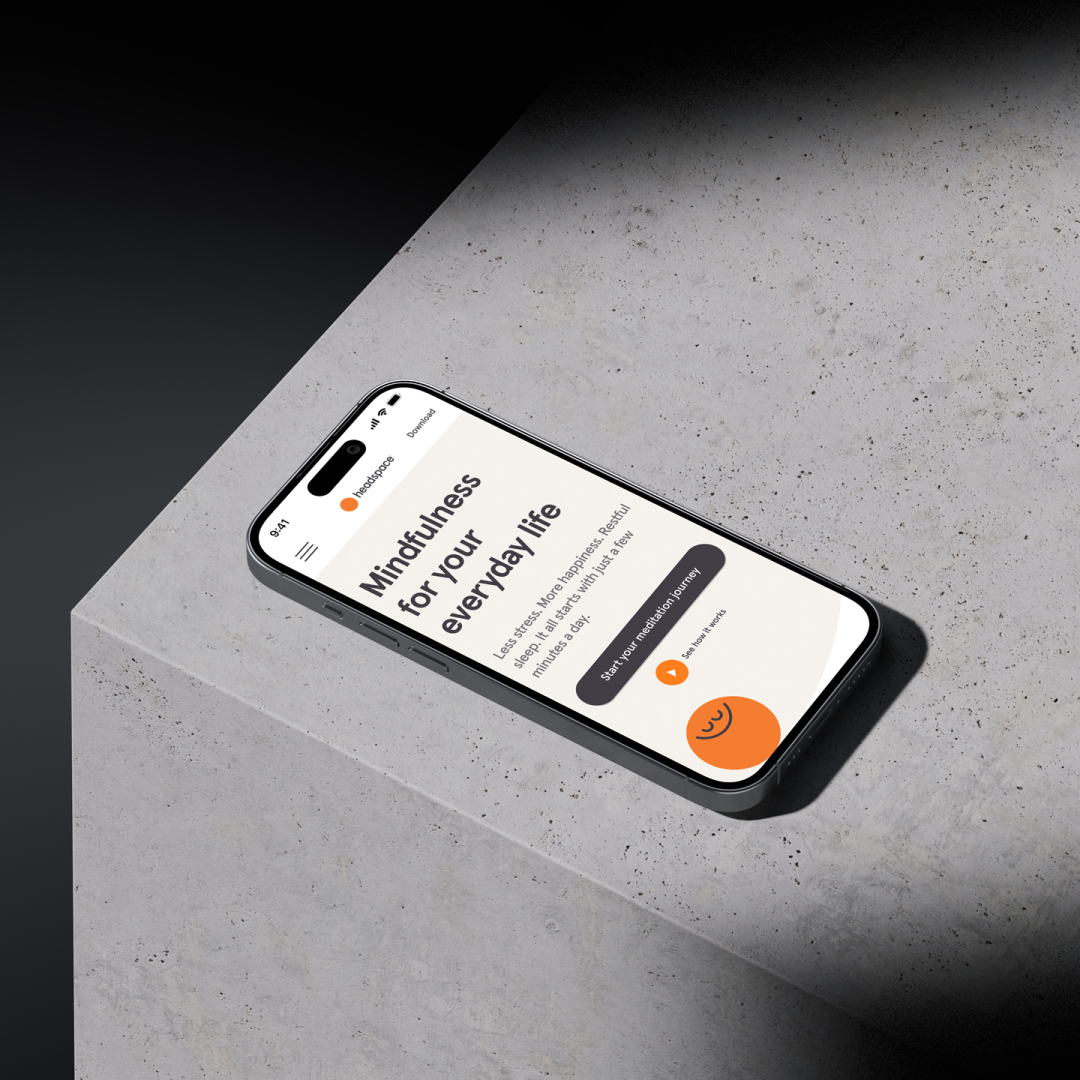 9:41
headspace
Download
Mindfulness
for your
everyday life
Less stress. More happiness. Restful
sleep. It all starts with just a few
minutes a day.
Start your meditation journey
See how it works